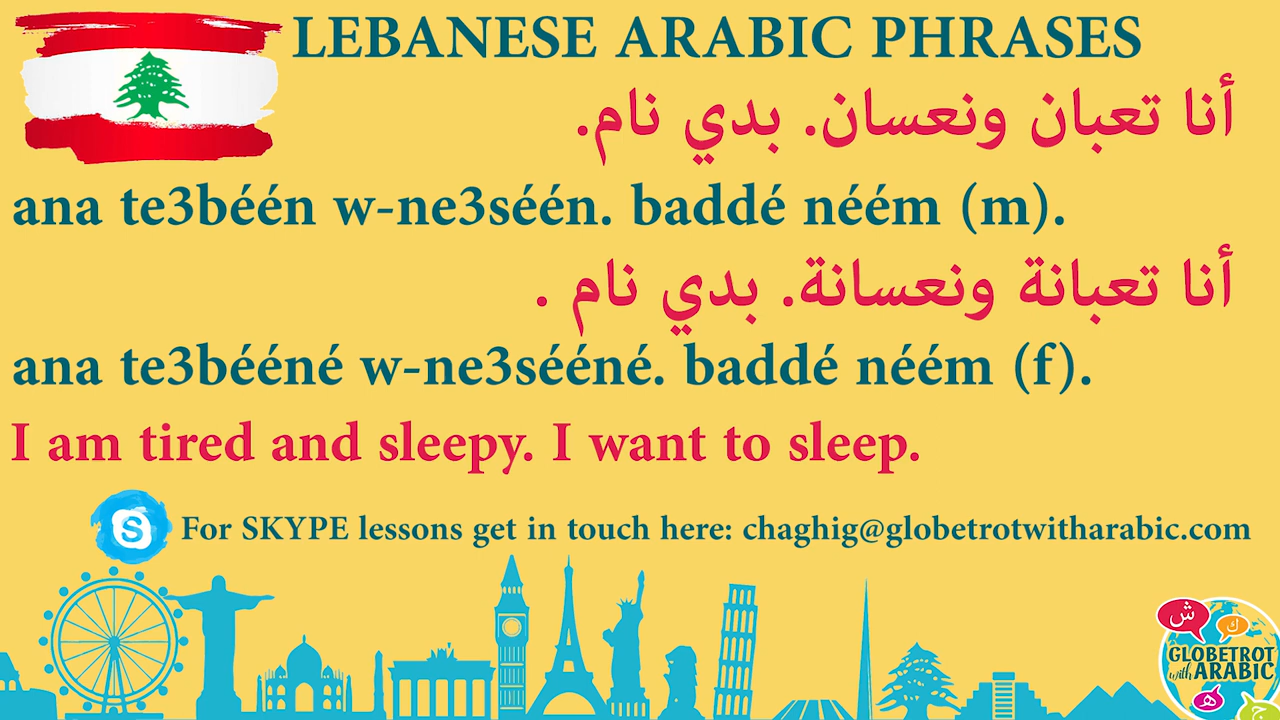 LEBANESE ARABIC PHRASES
أنا تعبان ونعسان. بدي نام.
ana te3béén w-ne3séén. baddé néém (m).
أنا تعبانة ونعسانة. بدي نام .
ana te3bééné w-ne3sééné. baddé néém (f).
I am tired and sleepy. I want to sleep.
S
For SKYPE lessons get in touch here: chaghig@globetrotwitharabic.com
ش
ك
GLOBETROT
with ARABIC
ه
ح